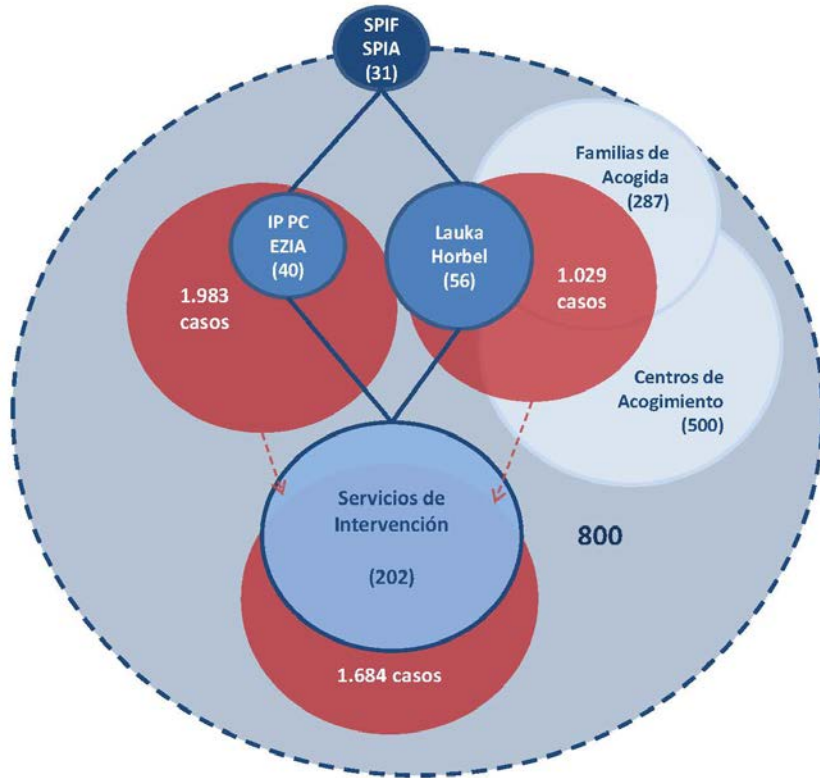 SPIF
SPIA
(31)
Familias de
Acogida
(287)
IP PC
EZIA
(40)
Lauka
Horbel
(56)
1.983
casos
1.029
casos
Centros de
Acogimiento
(500)
Servicios de
Intervención
(202)
800
1.684 casos